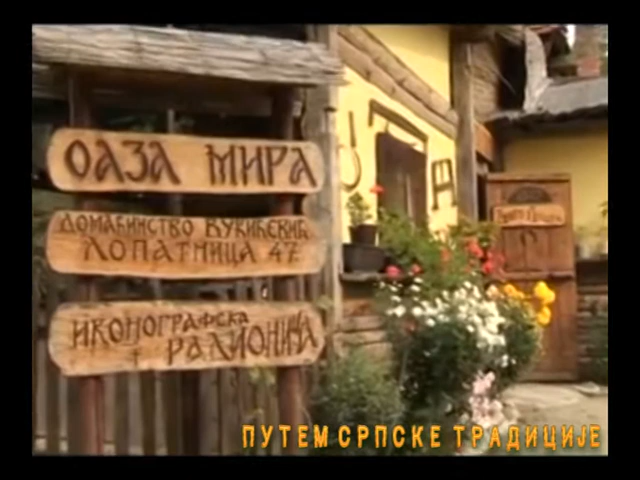 ОАЗА МИРА
ДОМАЋИНСТВО ВУКИЋЕВИЋ
ЛОПАТНИЦА 47
ИКОНОГРАФСКА
РАДИОНИЦА
ПУТЕМ СРПСКЕ ТРАДИЦИЈЕ